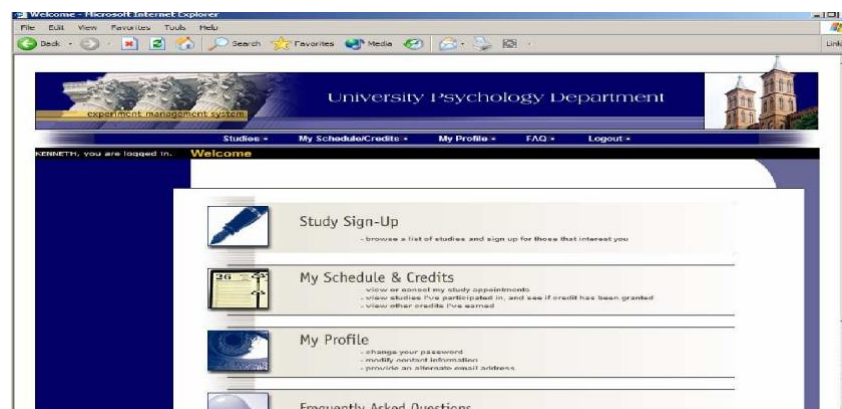 Welcome - Microsoft Internet Explorer
File Edit View Favorites Tools Help
Back Search Favorites Media
Link
experiment management system
University Psychology Department
Studies My Schedule/Credits My Profile FAQ Logout
KENNETH, you are logged in. Welcome
Study Sign-Up
- browse a list of studies and sign up for those that interest you
26
My Schedule & Credits
- view or cancel my study appointments
- view studies I've participated in, and see if credit has been granted
- view other credits I've earned
My Profile
- change your password
- modify contact information
- provide an alternate email address
Frequently Asked Questions